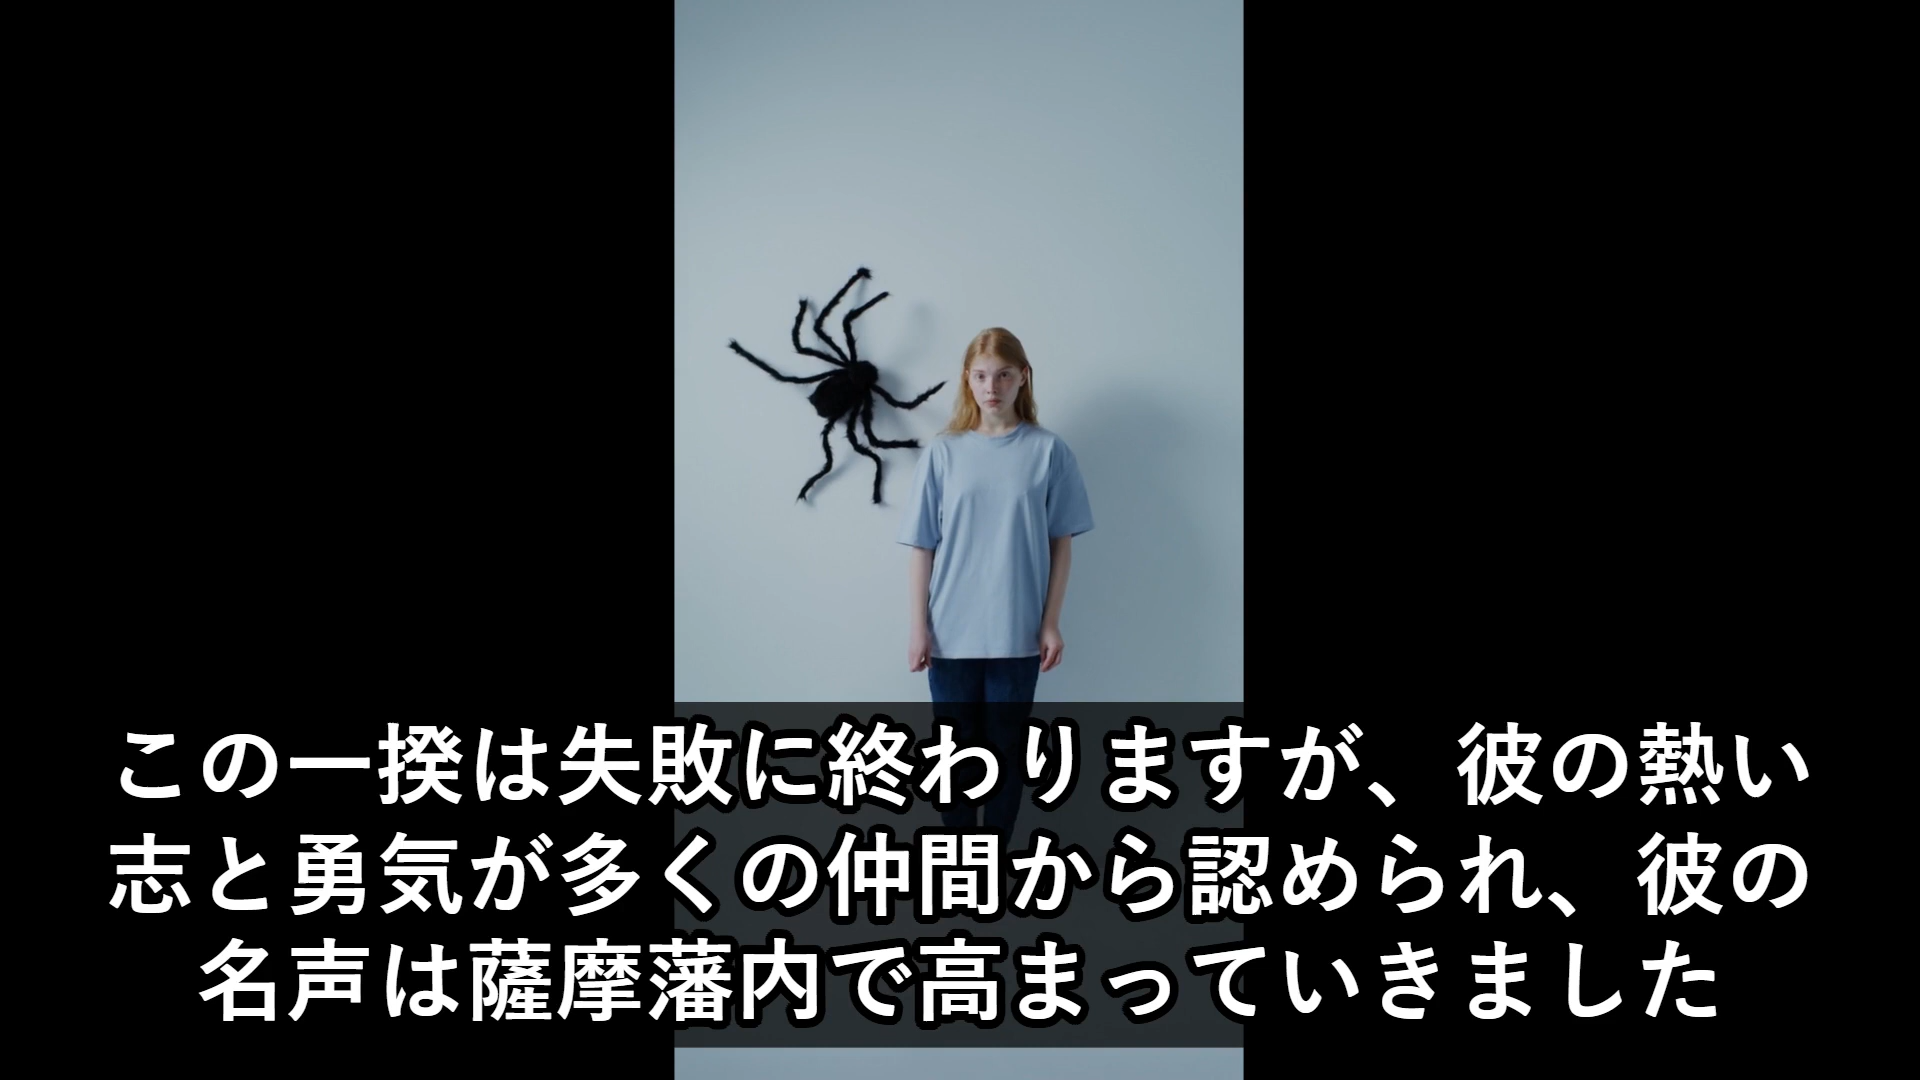 この一揆は失敗に終わりますが、彼の熱い
志と勇気が多くの仲間から認められ、彼の
名声は薩摩藩内で高まっていきました